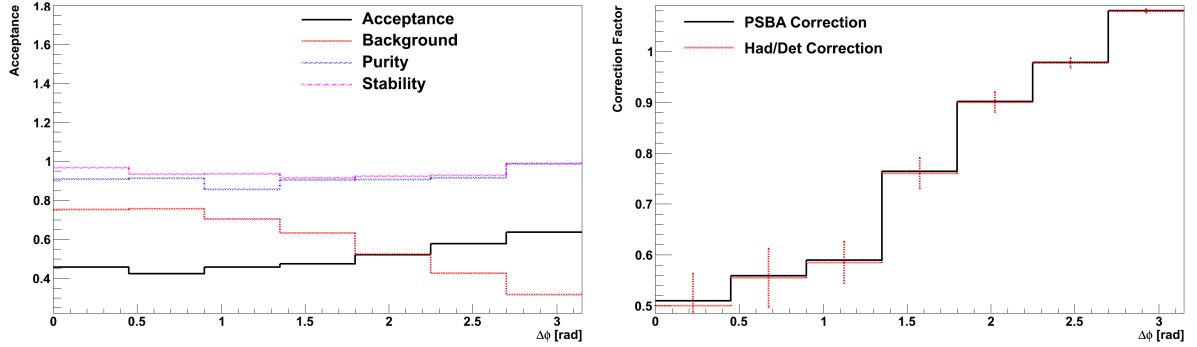 Acceptance
1.8
1.6
1.4
1.2
1
0.8
0.6
0.4
Acceptance
Background
Purity
Stability
0 0.5 1 1.5 2 2.5 3
Δϕ [rad]
Correction Factor
1
0.9
0.8
0.7
0.6
0.5
PSBA Correction
Had/Det Correction
0 0.5 1 1.5 2 2.5 3
Δϕ [rad]